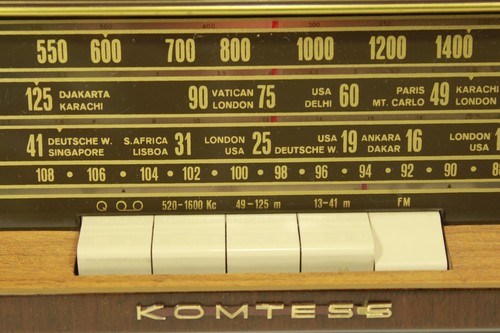 550 600 700 800 1000 1200 1400
125 DJAKARTA KARACHI 90 VATICAN LONDON 75 USA DELHI 60 PARIS MT. CARLO 49 KARACHI LONDON
41 DEUTSCHE W. SINGAPORE S.AFRICA LISBOA 31 LONDON USA 25 USA DEUTSCHE W. 19 ANKARA DAKAR 16 LONDON
108 • 106 • 104 • 102 • 100 • 98 • 96 • 94 • 92 • 90 •
520-1600 Kc 49-125 m 13-41 m FM
KOMTESS